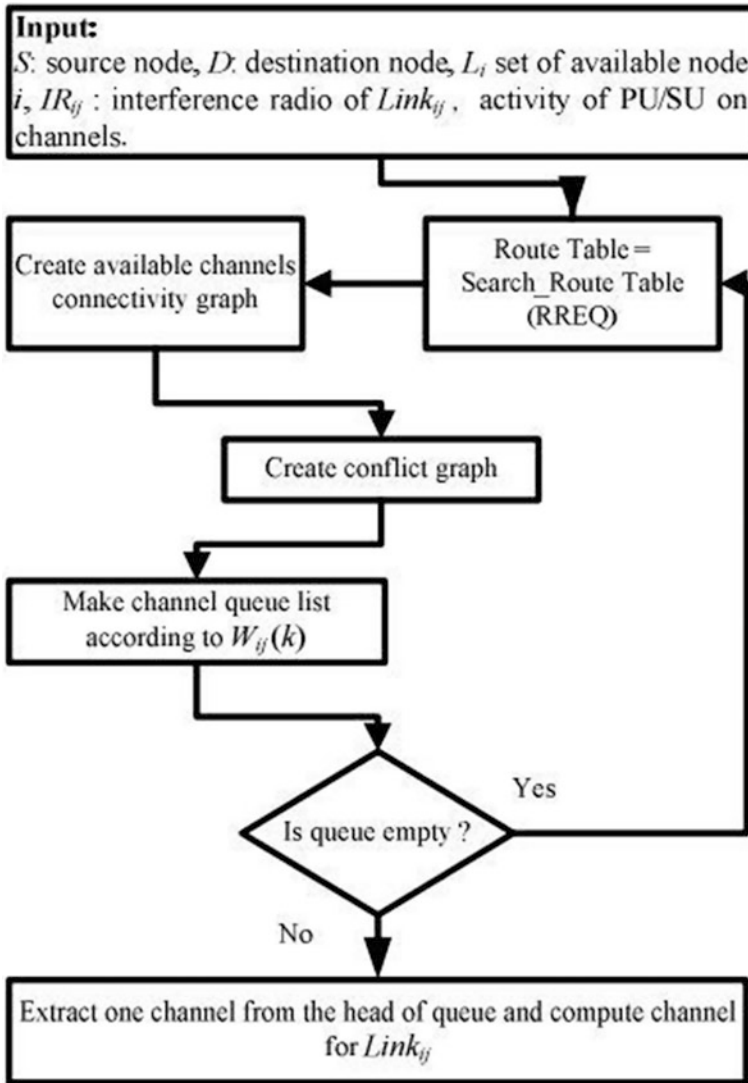 Input:
S: source node, D: destination node, Li set of available node
i, IRij : interference radio of Linkij , activity of PU/SU on
channels.
Route Table =
Search_Route Table
(RREQ)
Create available channels
connectivity graph
Create conflict graph
Make channel queue list
according to Wij(k)
Is queue empty ?
Yes
No
Extract one channel from the head of queue and compute channel
for Linkij